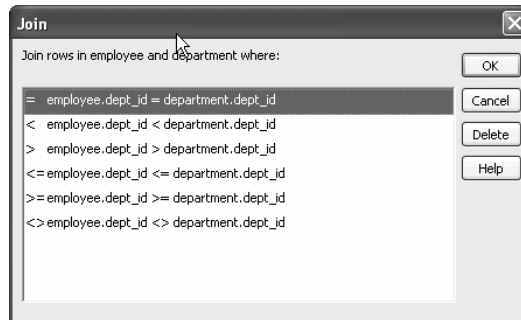 Join
Join rows in employee and department where:
= employee.dept_id = department.dept_id
< employee.dept_id < department.dept_id
> employee.dept_id > department.dept_id
<= employee.dept_id <= department.dept_id
>= employee.dept_id >= department.dept_id
<> employee.dept_id <> department.dept_id
OK
Cancel
Delete
Help